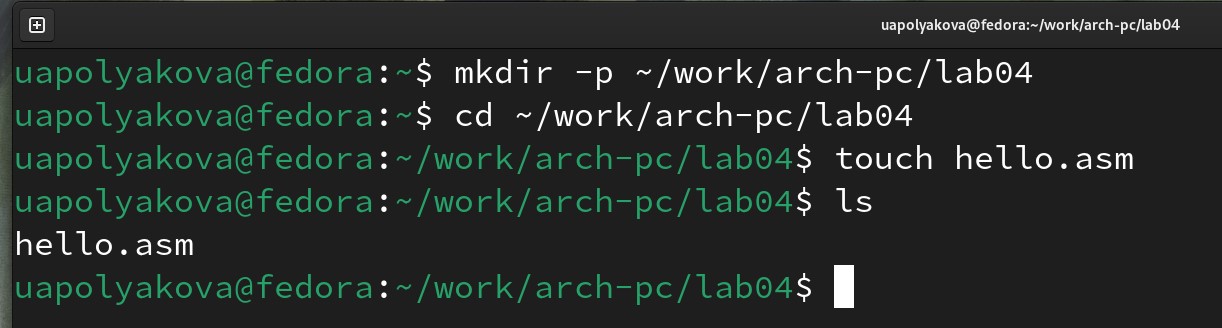 uapolyakova@fedora:~/work/arch-pc/lab04
uapolyakova@fedora:~$ mkdir -p ~/work/arch-pc/lab04
uapolyakova@fedora:~$ cd ~/work/arch-pc/lab04
uapolyakova@fedora:~/work/arch-pc/lab04$ touch hello.asm
uapolyakova@fedora:~/work/arch-pc/lab04$ ls
hello.asm
uapolyakova@fedora:~/work/arch-pc/lab04$